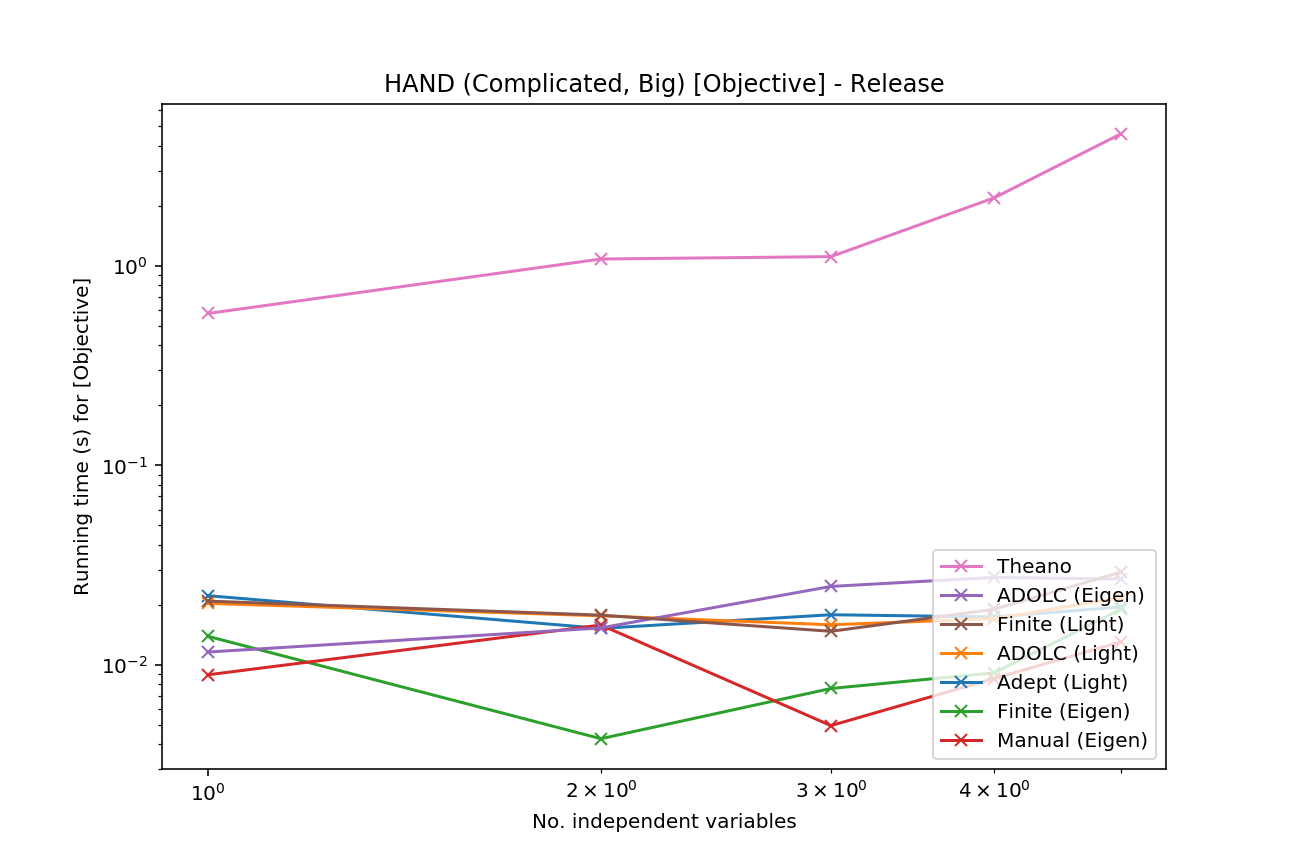 HAND (Complicated, Big) [Objective] - Release
Running time (s) for [Objective]
10⁰
10⁻¹
10⁻²
Theano
ADOLC (Eigen)
Finite (Light)
ADOLC (Light)
Adept (Light)
Finite (Eigen)
Manual (Eigen)
10⁰ 2 × 10⁰ 3 × 10⁰ 4 × 10⁰
No. independent variables